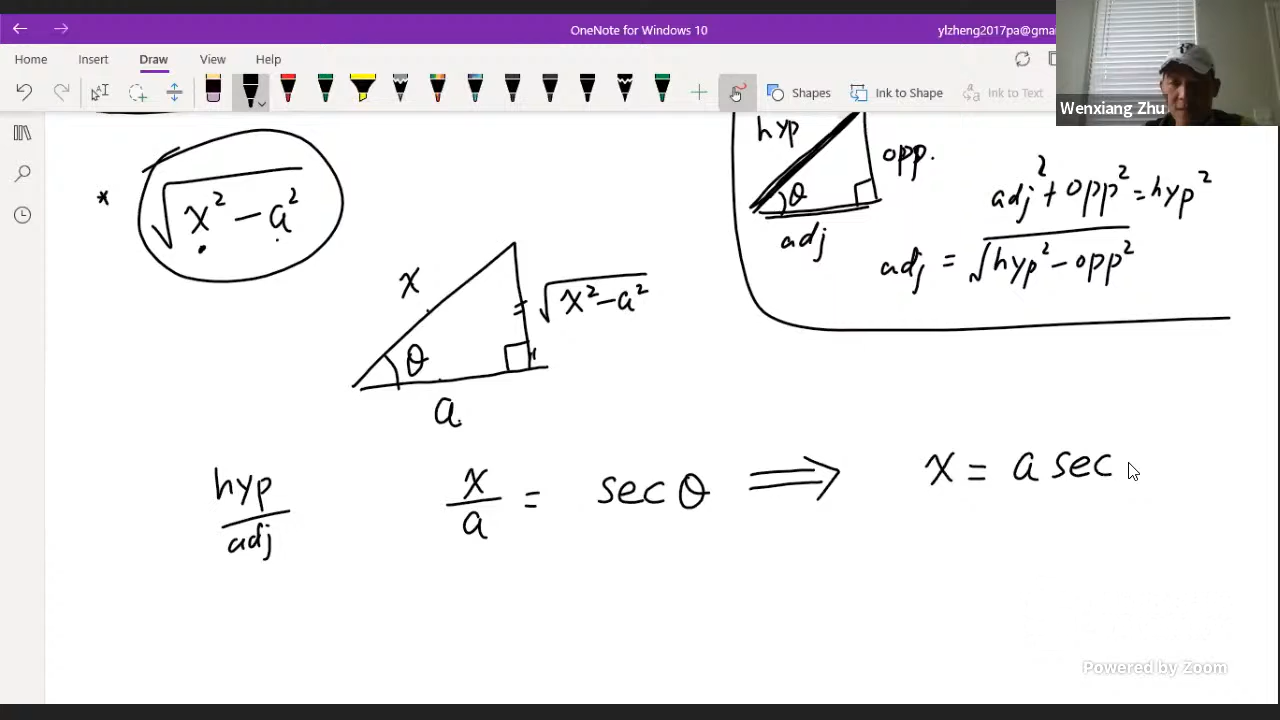 OneNote for Windows 10
ylzheng2017pa@gma
Home Insert Draw View Help
Shapes Ink to Shape Ink to Text
Wenxiang Zhu
hyp
opp.
θ
adj
adj² + opp² = hyp²
adj = √(hyp² − opp²)
* √(x² − a²)
x
√(x² − a²)
θ
a
hyp/adj x/a = sec θ ⟹ x = a sec
Powered by Zoom